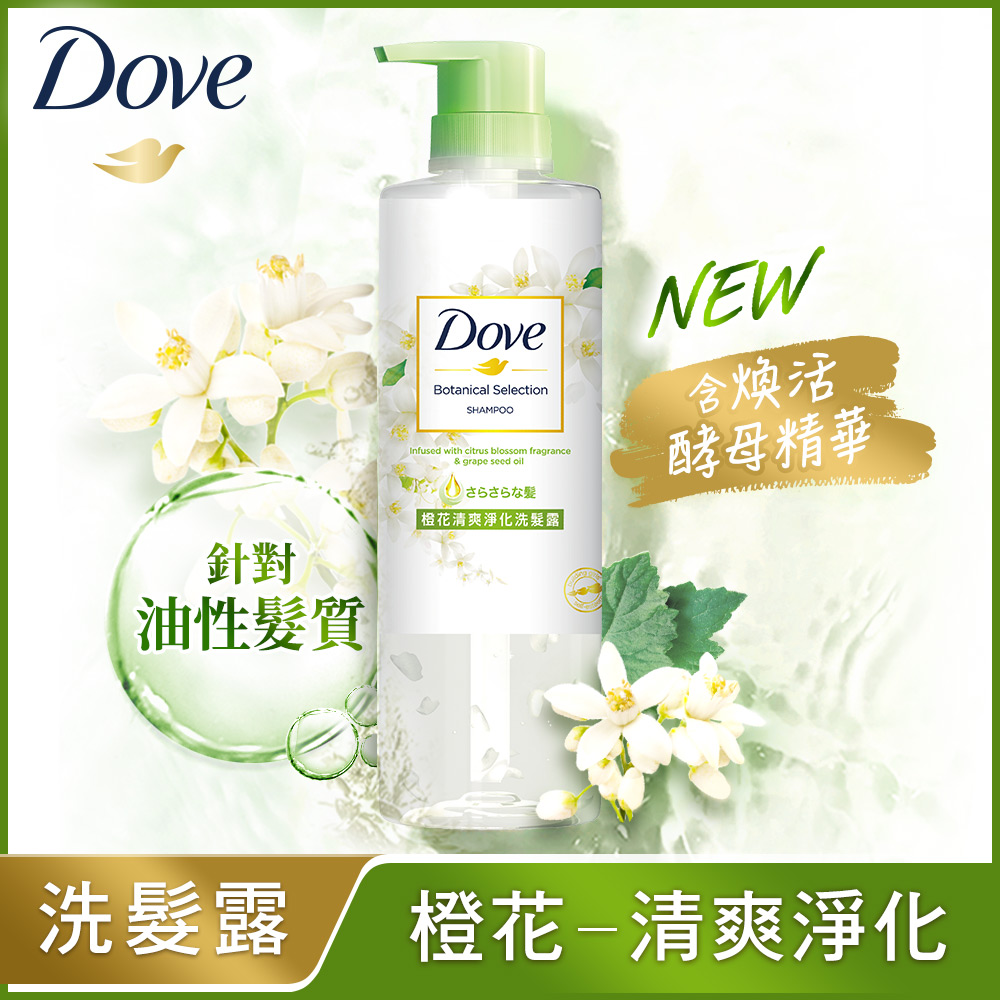 Dove
NEW
含煥活
酵母精華
Dove
Botanical Selection
SHAMPOO
Infused with citrus blossom fragrance
& grape seed oil
さらさらな髪
橙花清爽淨化洗髮露
針對
油性髮質
洗髮露
橙花–清爽淨化